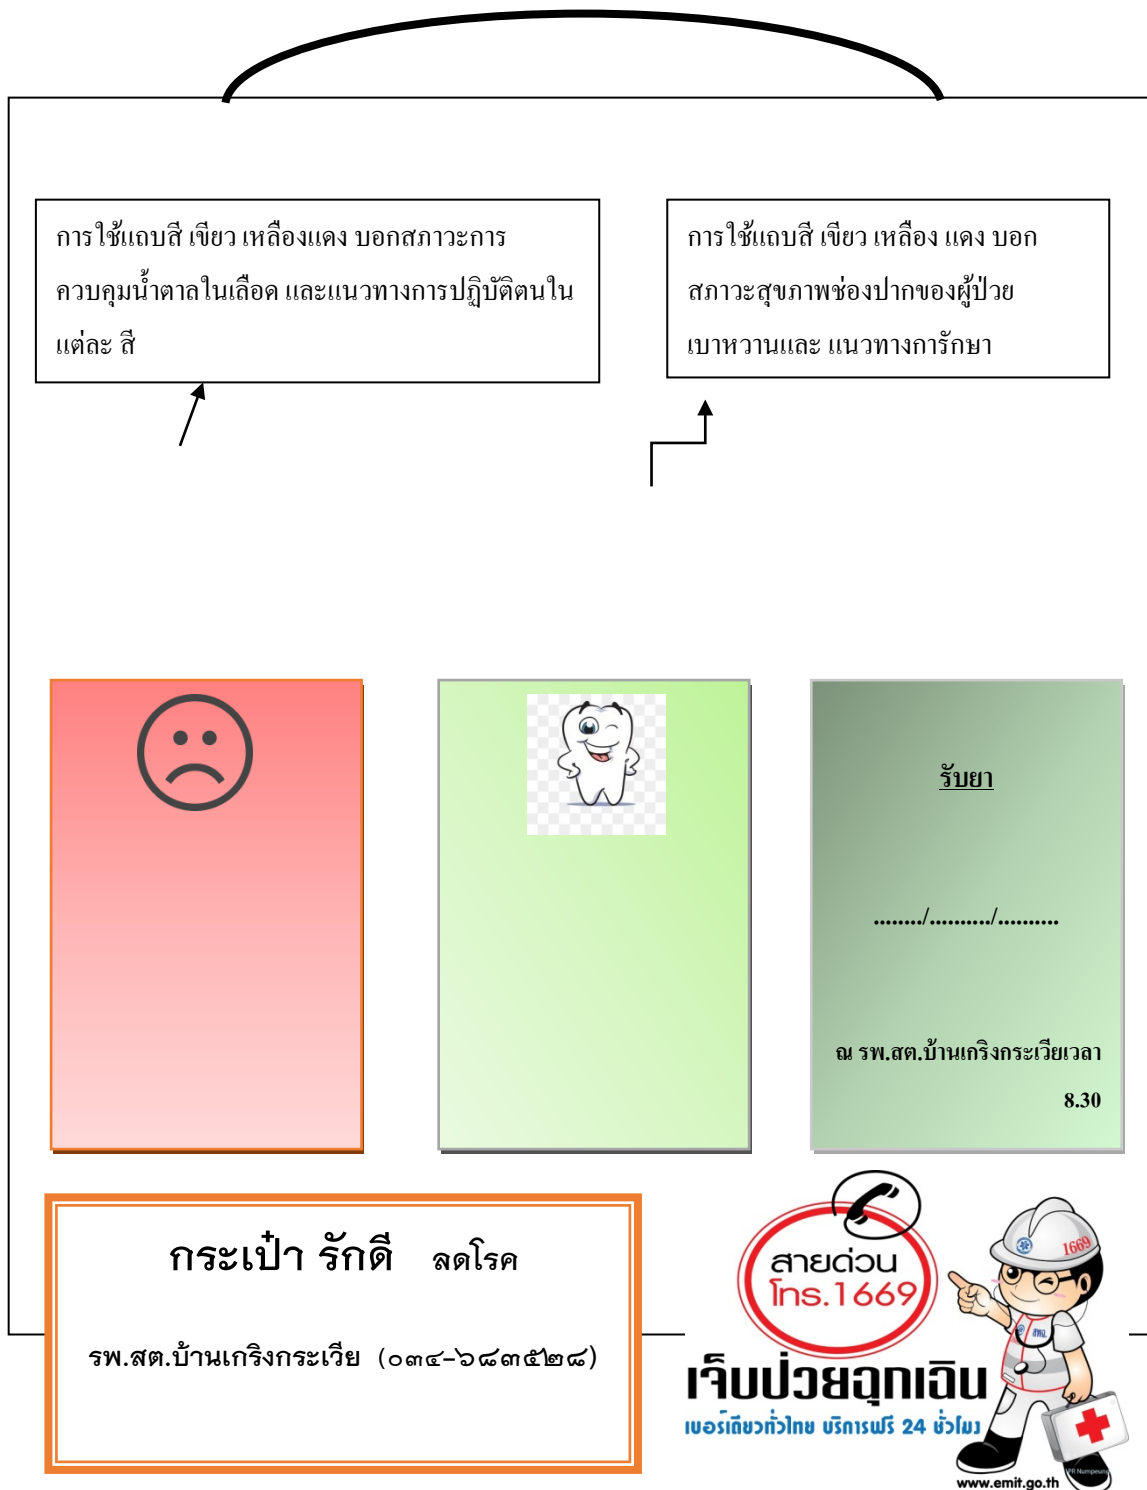 การใช้แถบสี เขียว เหลืองแดง บอกสภาวะการ
ควบคุมน้ำตาลในเลือด และแนวทางการปฏิบัติตนใน
แต่ละ สี
การใช้แถบสี เขียว เหลือง แดง บอก
สภาวะสุขภาพช่องปากของผู้ป่วย
เบาหวานและ แนวทางการักษา
รับยา
......../........../..........
ณ รพ.สต.บ้านเกริงกระเวียเวลา
8.30
กระเป๋า รักดี ลดโรค
รพ.สต.บ้านเกริงกระเวีย (๐๓๔-๖๘๓๕๒๘)
สายด่วน
โทร.1669
1669
สพฉ.
เจ็บป่วยฉุกเฉิน
เบอร์เดียวทั่วไทย บริการฟรี 24 ชั่วโมง
PR Numpeung
www.emit.go.th